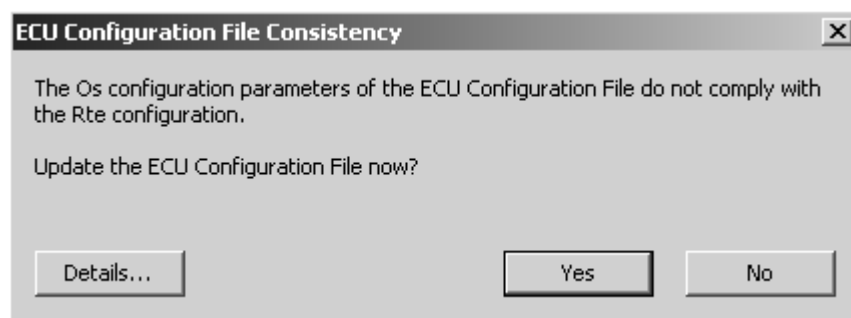 ECU Configuration File Consistency
The Os configuration parameters of the ECU Configuration File do not comply with
the Rte configuration.
Update the ECU Configuration File now?
Details... Yes No